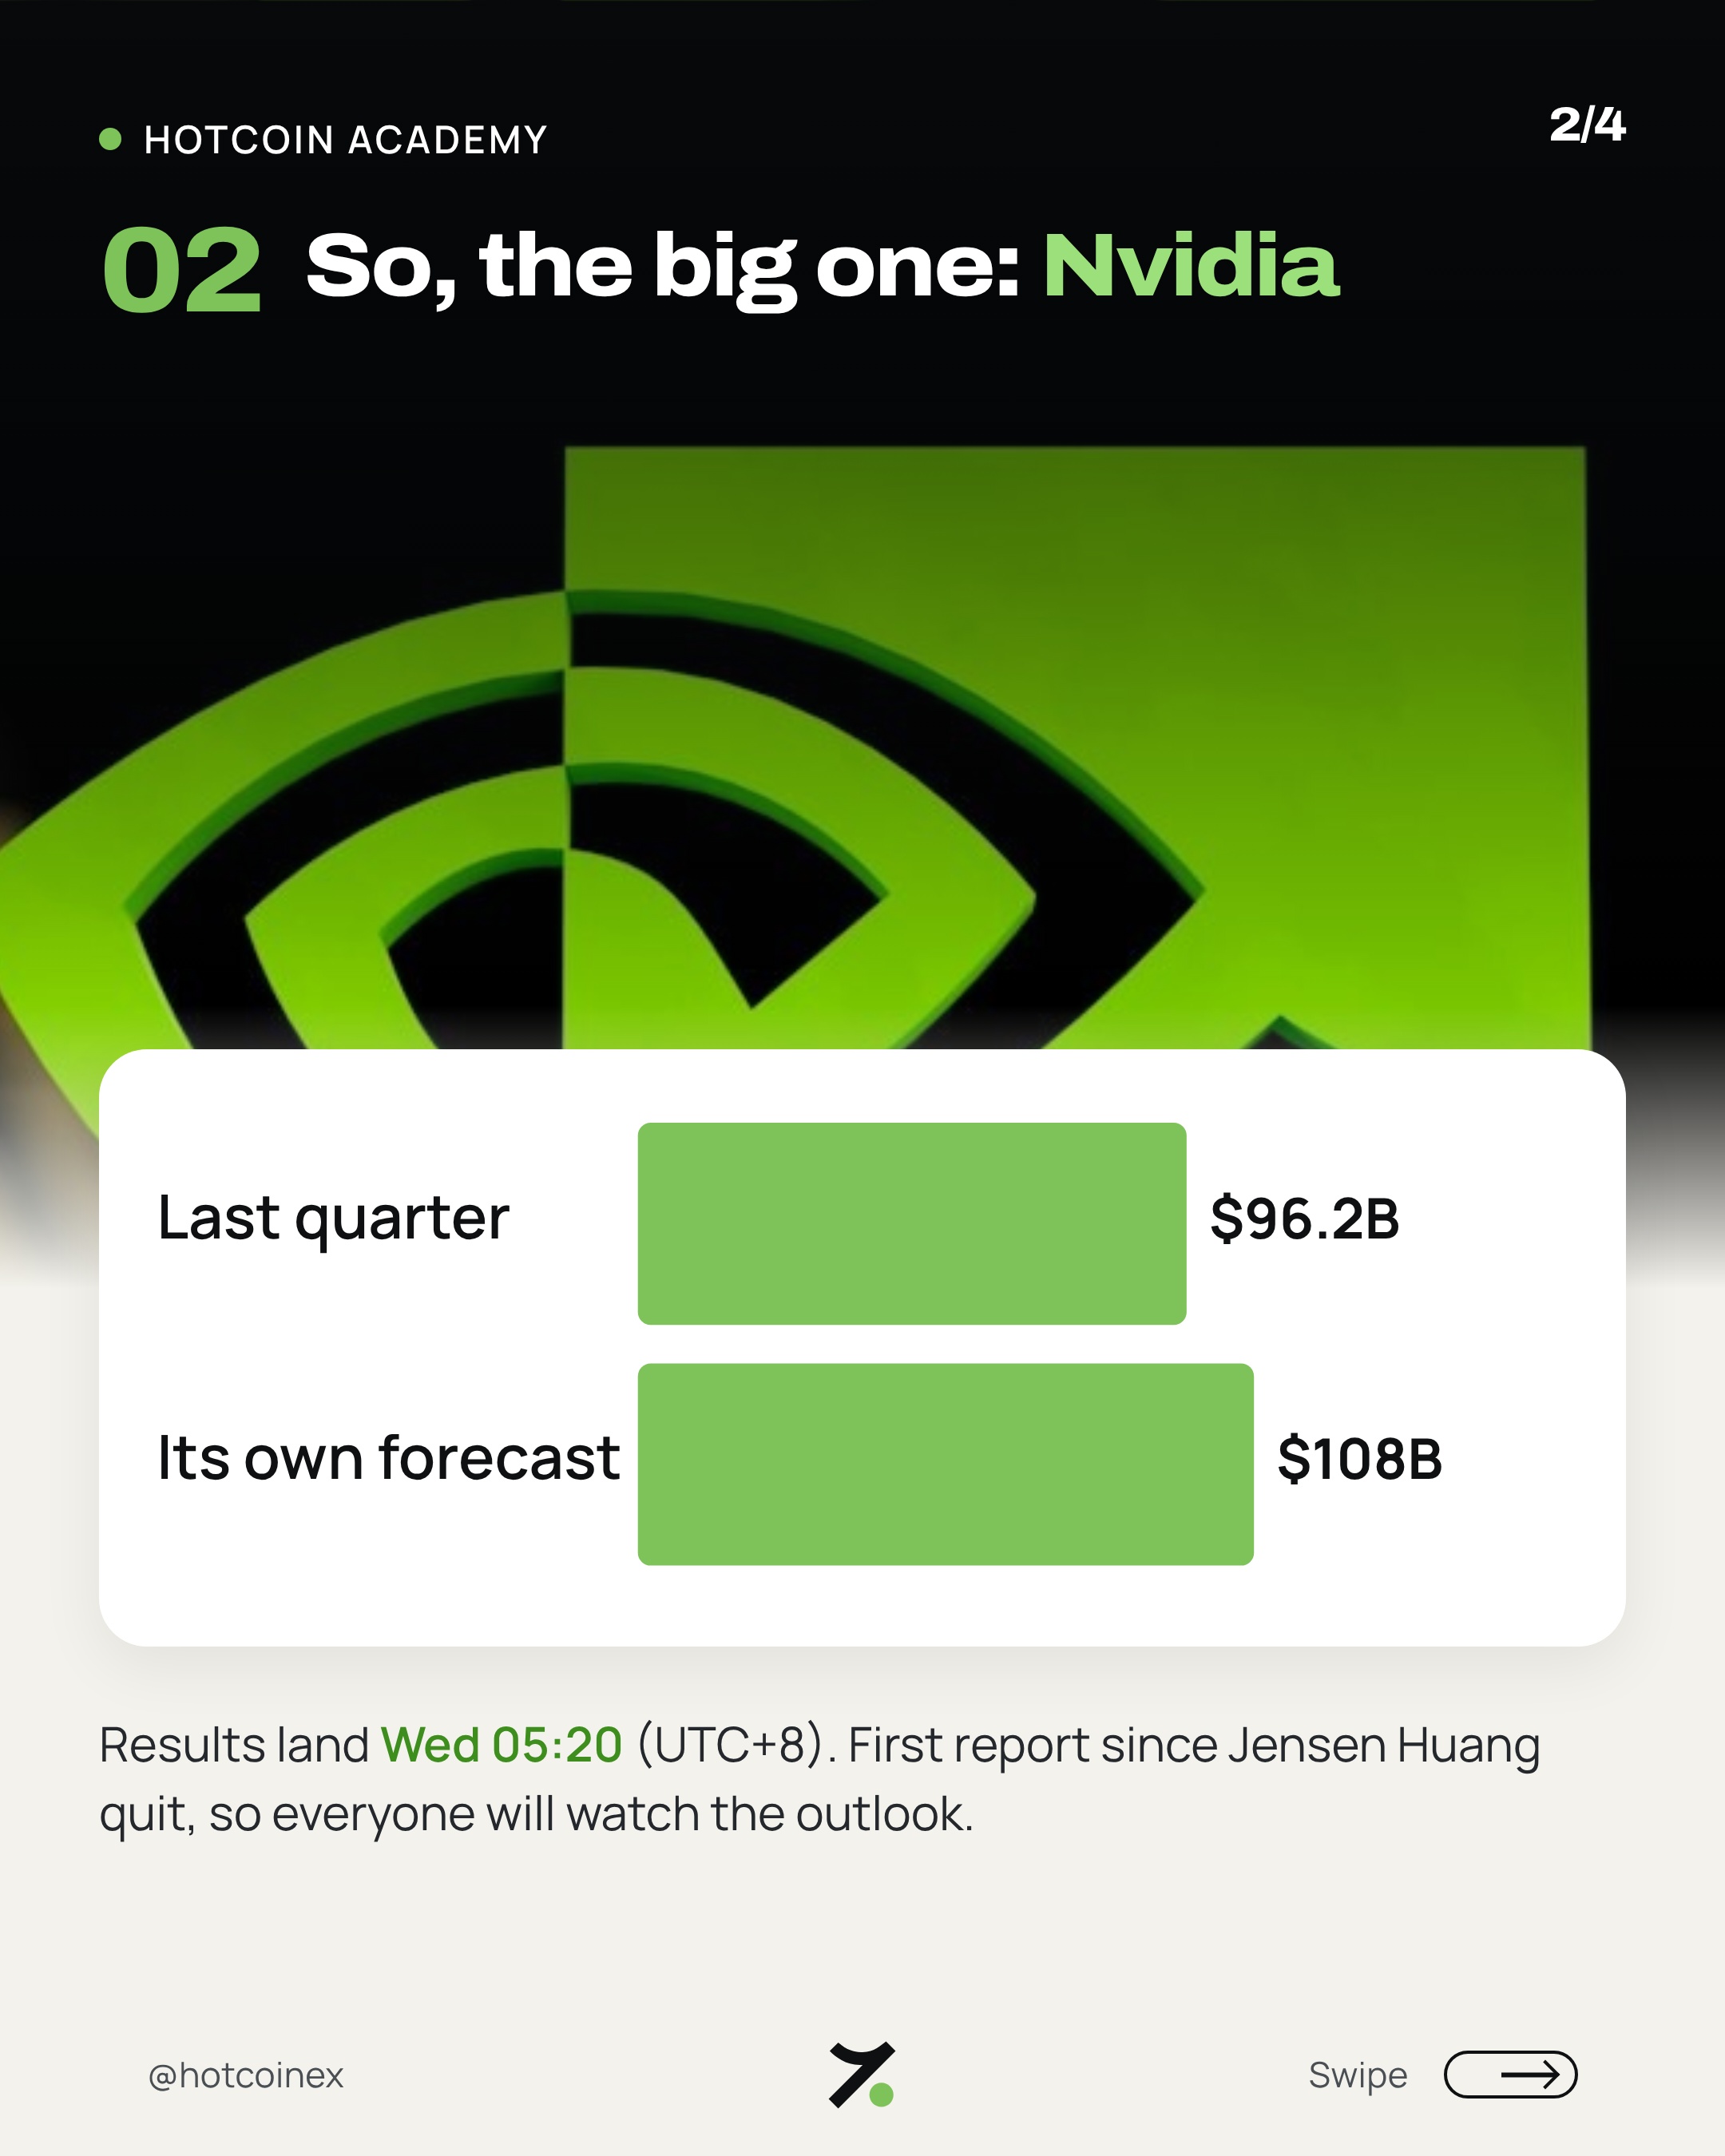 HOTCOIN ACADEMY
2/4
02 So, the big one: Nvidia
Last quarter $96.2B
Its own forecast $108B
Results land Wed 05:20 (UTC+8). First report since Jensen Huang
quit, so everyone will watch the outlook.
@hotcoinex
Swipe